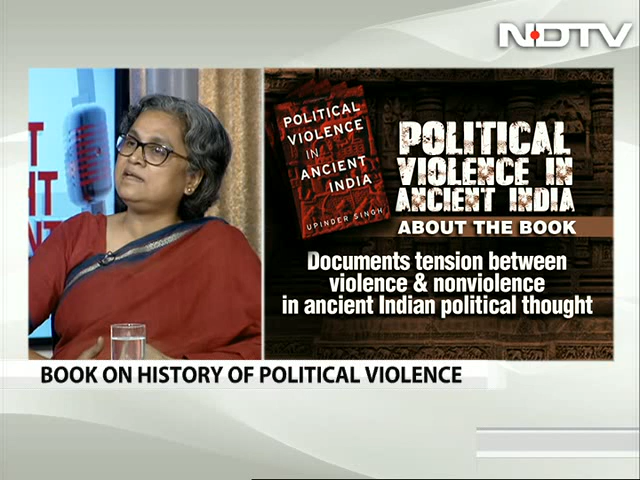 NDTV
POLITICAL
VIOLENCE
IN
ANCIENT
INDIA
UPINDER SINGH
POLITICAL
VIOLENCE IN
ANCIENT INDIA
ABOUT THE BOOK
Documents tension between
violence & nonviolence
in ancient Indian political thought
BOOK ON HISTORY OF POLITICAL VIOLENCE